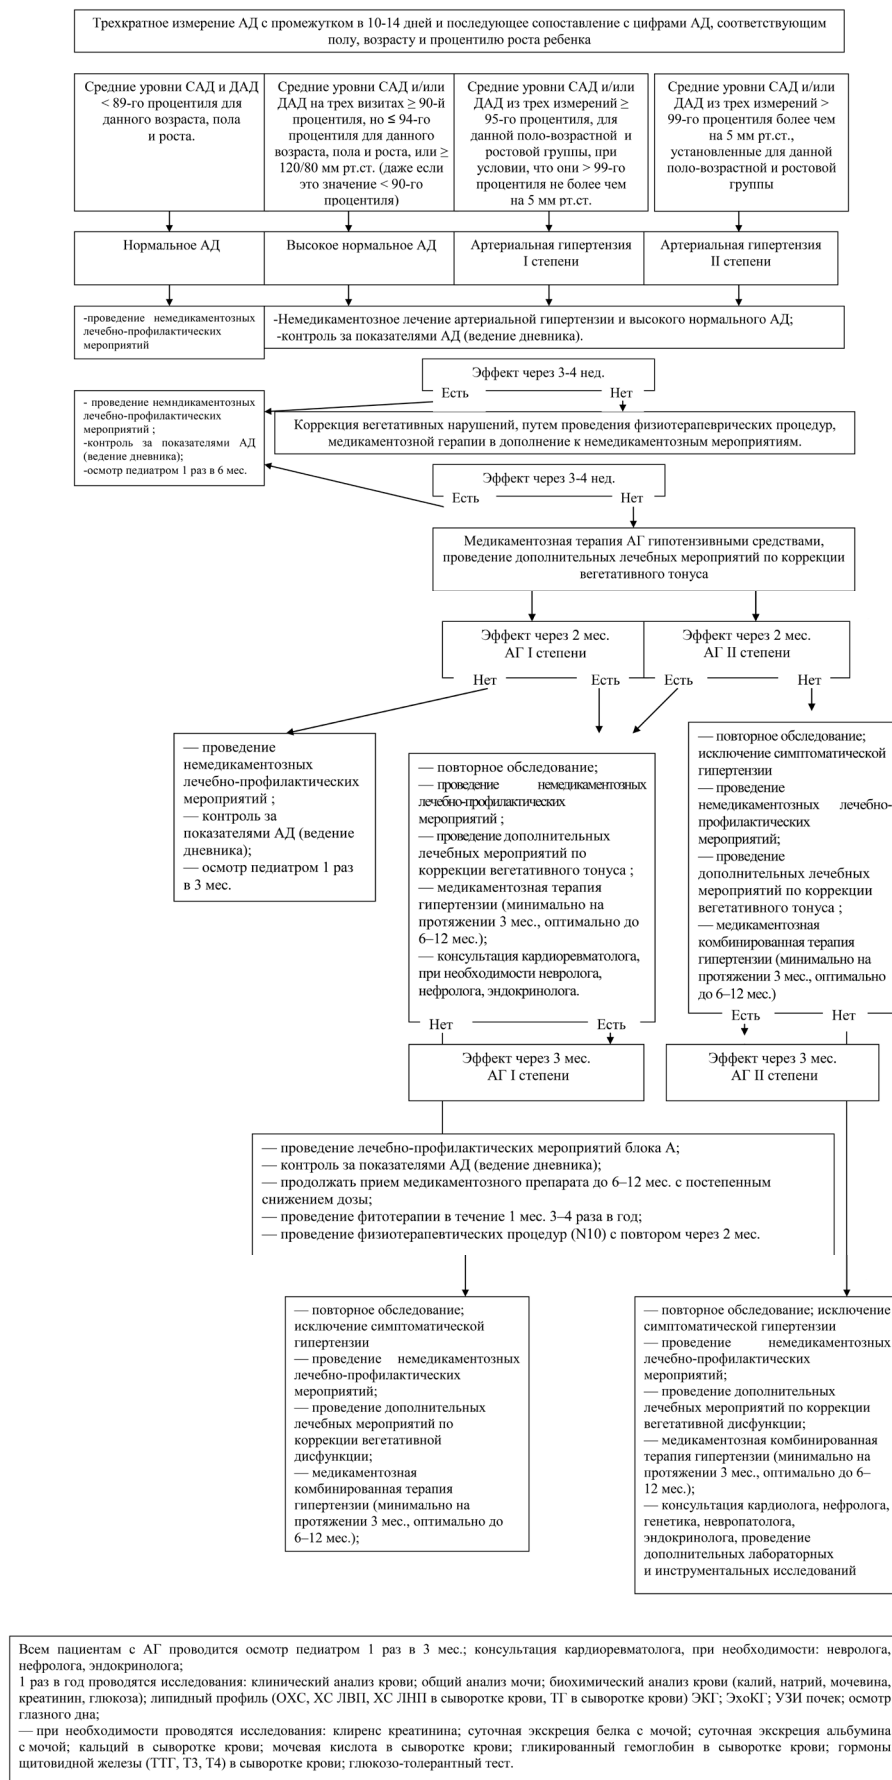 Трехкратное измерение АД с промежутком в 10-14 дней и последующее сопоставление с цифрами АД, соответствующим
полу, возрасту и процентилю роста ребенка
Средние уровни САД и ДАД
< 89-го процентиля для
данного возраста, пола
и роста.
Средние уровни САД и/или
ДАД на трех визитах ≥ 90-й
процентиля, но ≤ 94-го
процентиля для данного
возраста, пола и роста, или ≥
120/80 мм рт.ст. (даже если
это значение < 90-го
процентиля)
Средние уровни САД и/или
ДАД из трех измерений ≥
95-го процентиля, для
данной поло-возрастной и
ростовой группы, при
условии, что они > 99-го
процентиля не более чем
на 5 мм рт.ст.
Средние уровни САД и/или
ДАД из трех измерений >
99-го процентиля более чем
на 5 мм рт.ст.,
установленные для данной
поло-возрастной и ростовой
группы
Нормальное АД
Высокое нормальное АД
Артериальная гипертензия
I степени
Артериальная гипертензия
II степени
-проведение немедикаментозных
лечебно-профилактических
мероприятий
-Немедикаментозное лечение артериальной гипертензии и высокого нормального АД;
-контроль за показателями АД (ведение дневника).
Эффект через 3-4 нед.
Есть Нет
- проведение немндикаментозных
лечебно-профилактических
мероприятий ;
-контроль за показателями АД
(ведение дневника);
-осмотр педиатром 1 раз в 6 мес.
Коррекция вегетативных нарушений, путем проведения физиотерапеврических процедур,
медикаментозной герапии в дополнение к немедикаментозным мероприятиям.
Эффект через 3-4 нед.
Есть Нет
Медикаментозная терапия АГ гипотензивными средствами,
проведение дополнительных лечебных мероприятий по коррекции
вегетативного тонуса
Эффект через 2 мес.
АГ I степени
Эффект через 2 мес.
АГ II степени
Нет Есть Есть Нет
— проведение
немедикаментозных
лечебно-профилактических
мероприятий ;
— контроль за
показателями АД (ведение
дневника);
— осмотр педиатром 1 раз
в 3 мес.
— повторное обследование;
— проведение немедикаментозных
лечебно-профилактических
мероприятий ;
— проведение дополнительных
лечебных мероприятий по
коррекции вегетативного тонуса ;
— медикаментозная терапия
гипертензии (минимально на
протяжении 3 мес., оптимально до
6–12 мес.);
— консультация кардиоревматолога,
при необходимости невролога,
нефролога, эндокринолога.
— повторное обследование;
исключение симптоматической
гипертензии
— проведение
немедикаментозных лечебно-
профилактических
мероприятий;
— проведение
дополнительных лечебных
мероприятий по коррекции
вегетативного тонуса ;
— медикаментозная
комбинированная терапия
гипертензии (минимально на
протяжении 3 мес., оптимально
до 6–12 мес.)
Нет Есть
Есть Нет
Эффект через 3 мес.
АГ I степени
Эффект через 3 мес.
АГ II степени
— проведение лечебно-профилактических мероприятий блока А;
— контроль за показателями АД (ведение дневника);
— продолжать прием медикаментозного препарата до 6–12 мес. с постепенным
снижением дозы;
— проведение фитотерапии в течение 1 мес. 3–4 раза в год;
— проведение физиотерапевтических процедур (N10) с повтором через 2 мес.
— повторное обследование;
исключение симптоматической
гипертензии
— проведение немедикаментозных
лечебно-профилактических
мероприятий;
— проведение дополнительных
лечебных мероприятий по
коррекции вегетативной
дисфункции;
— медикаментозная
комбинированная терапия
гипертензии (минимально на
протяжении 3 мес., оптимально до
6–12 мес.);
— повторное обследование; исключение
симптоматической гипертензии
— проведение немедикаментозных
лечебно-профилактических
мероприятий;
— проведение дополнительных
лечебных мероприятий по коррекции
вегетативной дисфункции;
— медикаментозная комбинированная
терапия гипертензии (минимально на
протяжении 3 мес., оптимально до 6–
12 мес.);
— консультация кардиолога, нефролога,
генетика, невропатолога,
эндокринолога, проведение
дополнительных лабораторных
и инструментальных исследований
Всем пациентам с АГ проводится осмотр педиатром 1 раз в 3 мес.; консультация кардиоревматолога, при необходимости: невролога,
нефролога, эндокринолога;
1 раз в год проводятся исследования: клинический анализ крови; общий анализ мочи; биохимический анализ крови (калий, натрий, мочевина,
креатинин, глюкоза); липидный профиль (ОХС, ХС ЛВП, ХС ЛНП в сыворотке крови, ТГ в сыворотке крови) ЭКГ; ЭхоКГ; УЗИ почек; осмотр
глазного дна;
— при необходимости проводятся исследования: клиренс креатинина; суточная экскреция белка с мочой; суточная экскреция альбумина
с мочой; кальций в сыворотке крови; мочевая кислота в сыворотке крови; гликированный гемоглобин в сыворотке крови; гормоны
щитовидной железы (ТТГ, Т3, Т4) в сыворотке крови; глюкозо-толерантный тест.